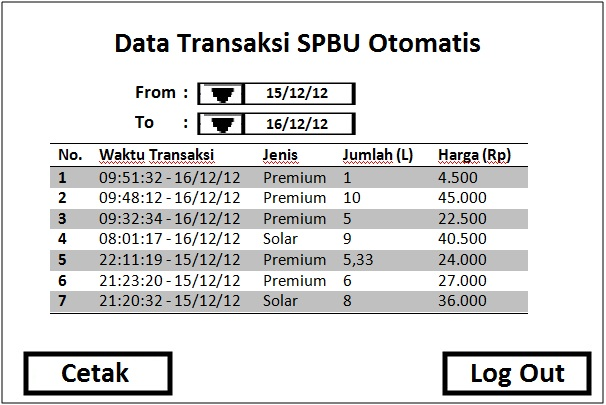 Data Transaksi SPBU Otomatis
From : 15/12/12
To : 16/12/12
No. Waktu Transaksi Jenis Jumlah (L) Harga (Rp)
1 09:51:32 - 16/12/12 Premium 1 4.500
2 09:48:12 - 16/12/12 Premium 10 45.000
3 09:32:34 - 16/12/12 Premium 5 22.500
4 08:01:17 - 16/12/12 Solar 9 40.500
5 22:11:19 - 15/12/12 Premium 5,33 24.000
6 21:23:20 - 15/12/12 Premium 6 27.000
7 21:20:32 - 15/12/12 Solar 8 36.000
Cetak Log Out